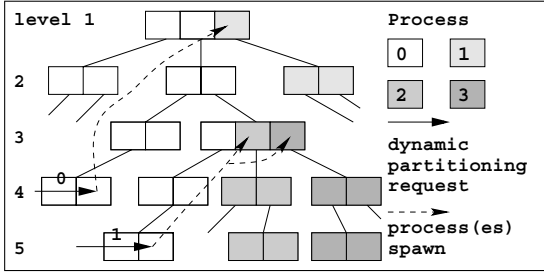 level 1
Process
0
1
2
2
3
3
dynamic
partitioning
request
0
4
process(es)
spawn
1
5